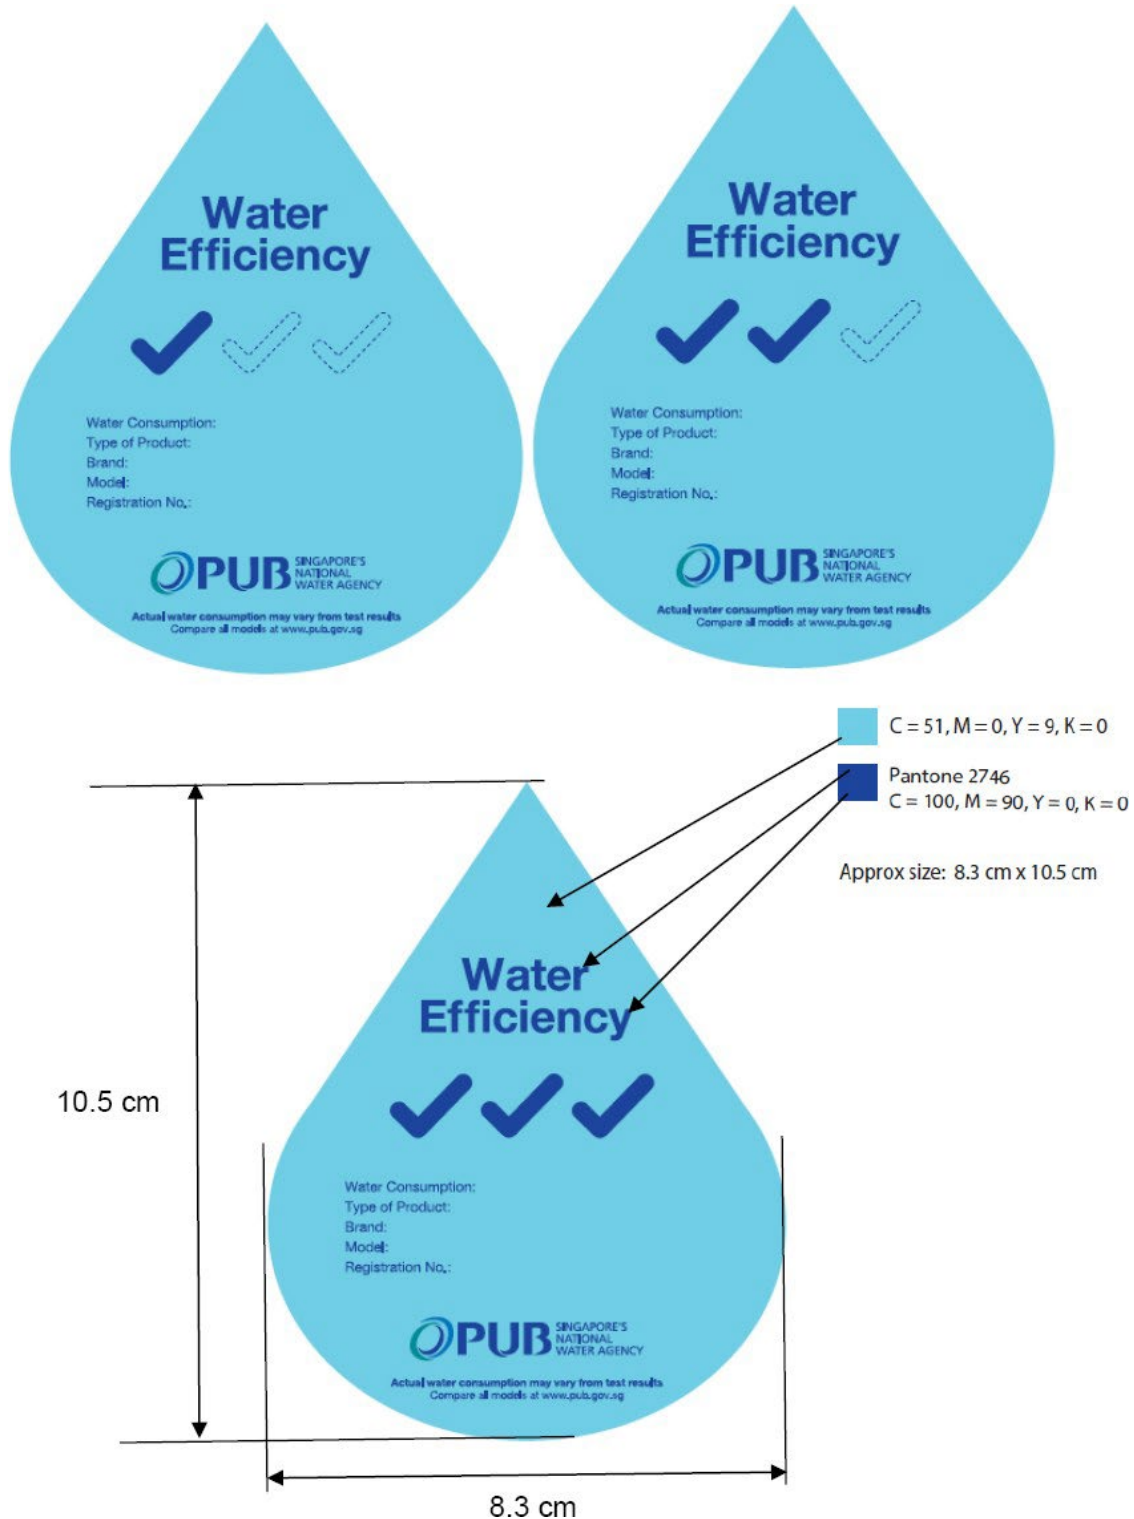 Water
Efficiency
Water Consumption:
Type of Product:
Brand:
Model:
Registration No.:
PUB SINGAPORE'S
NATIONAL
WATER AGENCY
Actual water consumption may vary from test results
Compare all models at www.pub.gov.sg
Water
Efficiency
Water Consumption:
Type of Product:
Brand:
Model:
Registration No.:
PUB SINGAPORE'S
NATIONAL
WATER AGENCY
Actual water consumption may vary from test results
Compare all models at www.pub.gov.sg
C = 51, M = 0, Y = 9, K = 0
Pantone 2746
C = 100, M = 90, Y = 0, K = 0
Approx size: 8.3 cm x 10.5 cm
10.5 cm
Water
Efficiency
Water Consumption:
Type of Product:
Brand:
Model:
Registration No.:
PUB SINGAPORE'S
NATIONAL
WATER AGENCY
Actual water consumption may vary from test results
Compare all models at www.pub.gov.sg
8.3 cm